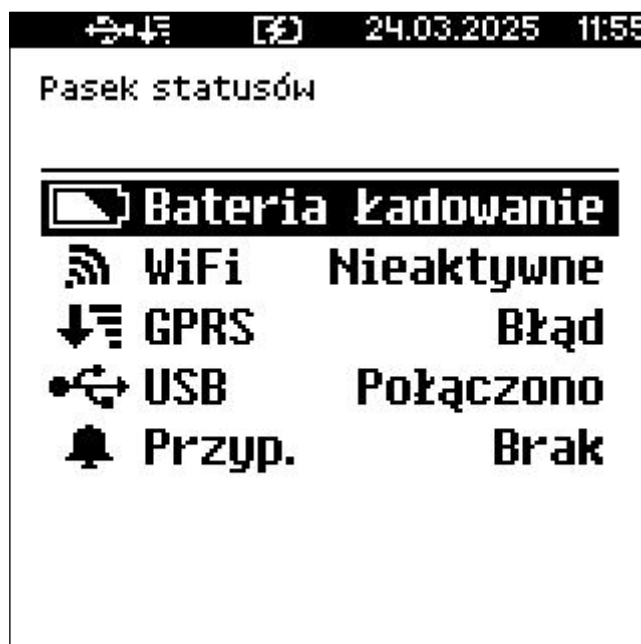 24.03.2025 11:55
Pasek statusów
Bateria Ładowanie
WiFi Nieaktywne
GPRS Błąd
USB Połączono
Przyp. Brak